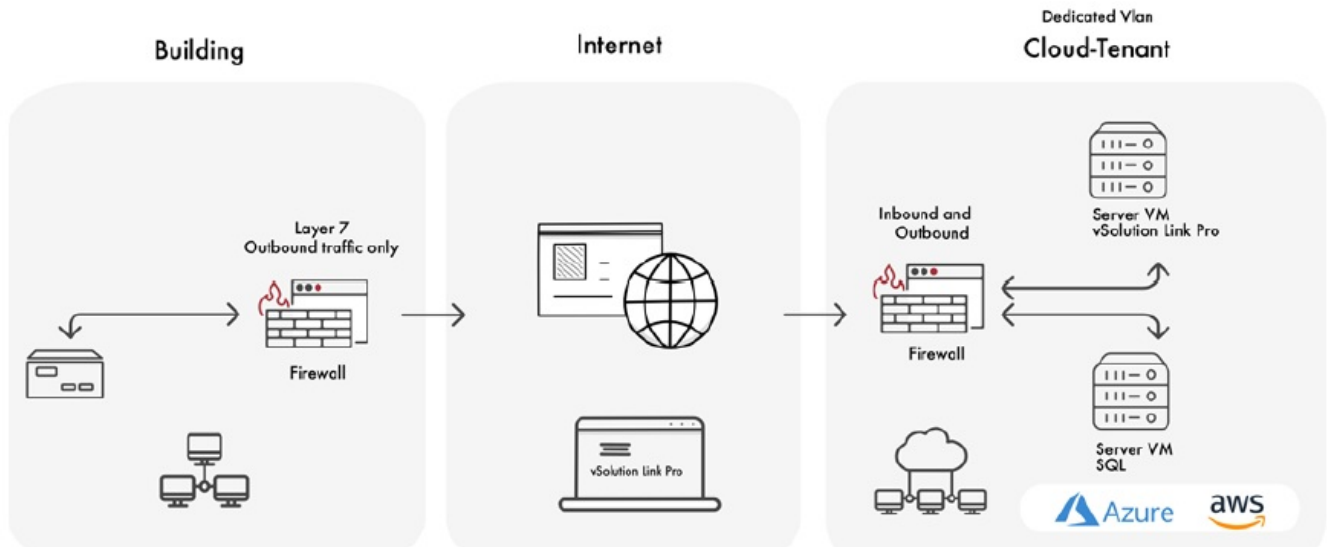 Building
Internet
Dedicated Vlan
Cloud-Tenant
Layer 7
Outbound traffic only
Firewall
vSolution Link Pro
Inbound and
Outbound
Firewall
Server VM
vSolution Link Pro
Server VM
SQL
Azure
aws